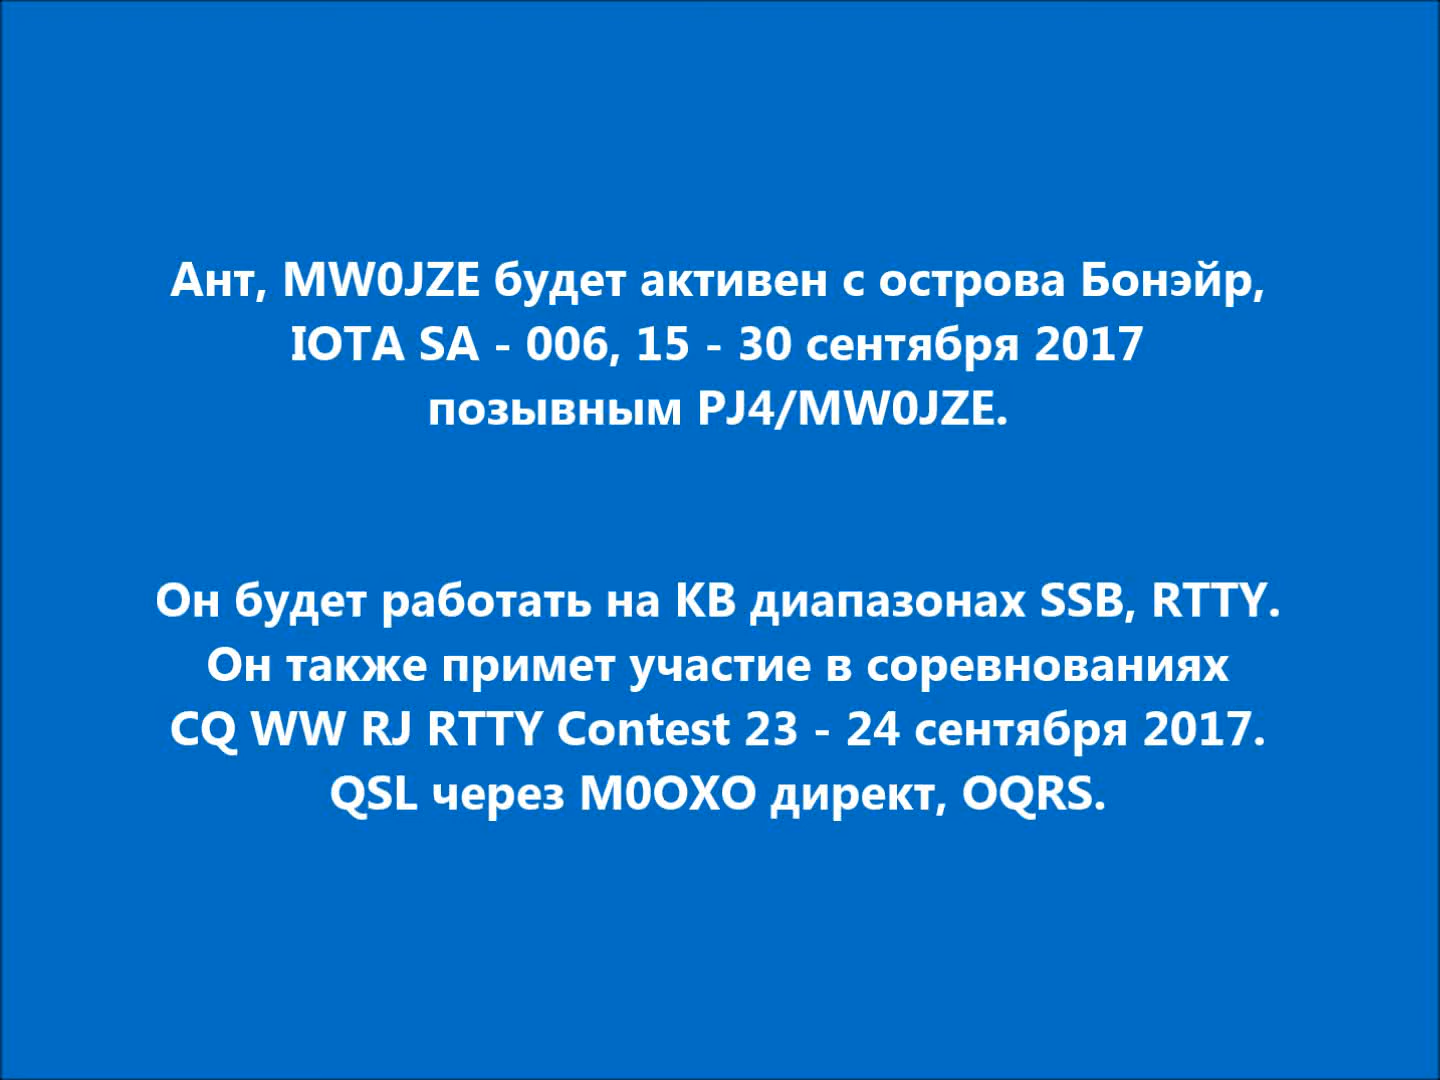 Ант, MW0JZE будет активен с острова Бонэйр,
IOTA SA - 006, 15 - 30 сентября 2017
позывным PJ4/MW0JZE.
Он будет работать на КВ диапазонах SSB, RTTY.
Он также примет участие в соревнованиях
CQ WW RJ RTTY Contest 23 - 24 сентября 2017.
QSL через M0OXO директ, OQRS.